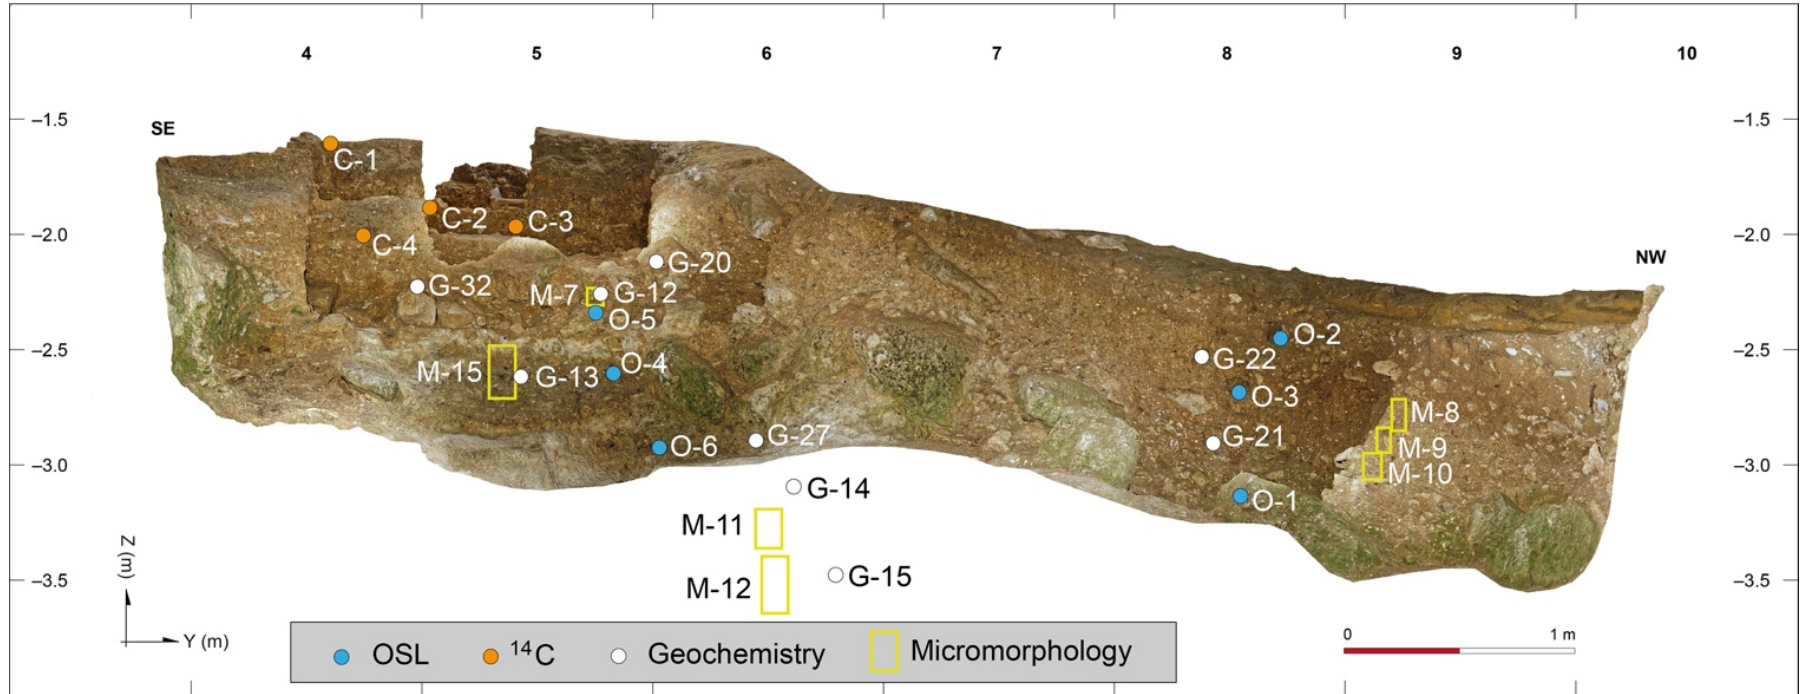 4 5 6 7 8 9 10
–1.5 –1.5
SE
C-1
C-2 C-3
–2.0 –2.0
C-4
G-20
NW
G-32 M-7 G-12
O-5
O-2
–2.5 –2.5
G-22
O-4
M-15 G-13
O-3
M-8
G-27 G-21
O-6 M-9
–3.0 –3.0
M-10
G-14
O-1
M-11
Z (m)
–3.5 –3.5
M-12 G-15
Y (m)
0 1 m
OSL 14C Geochemistry Micromorphology